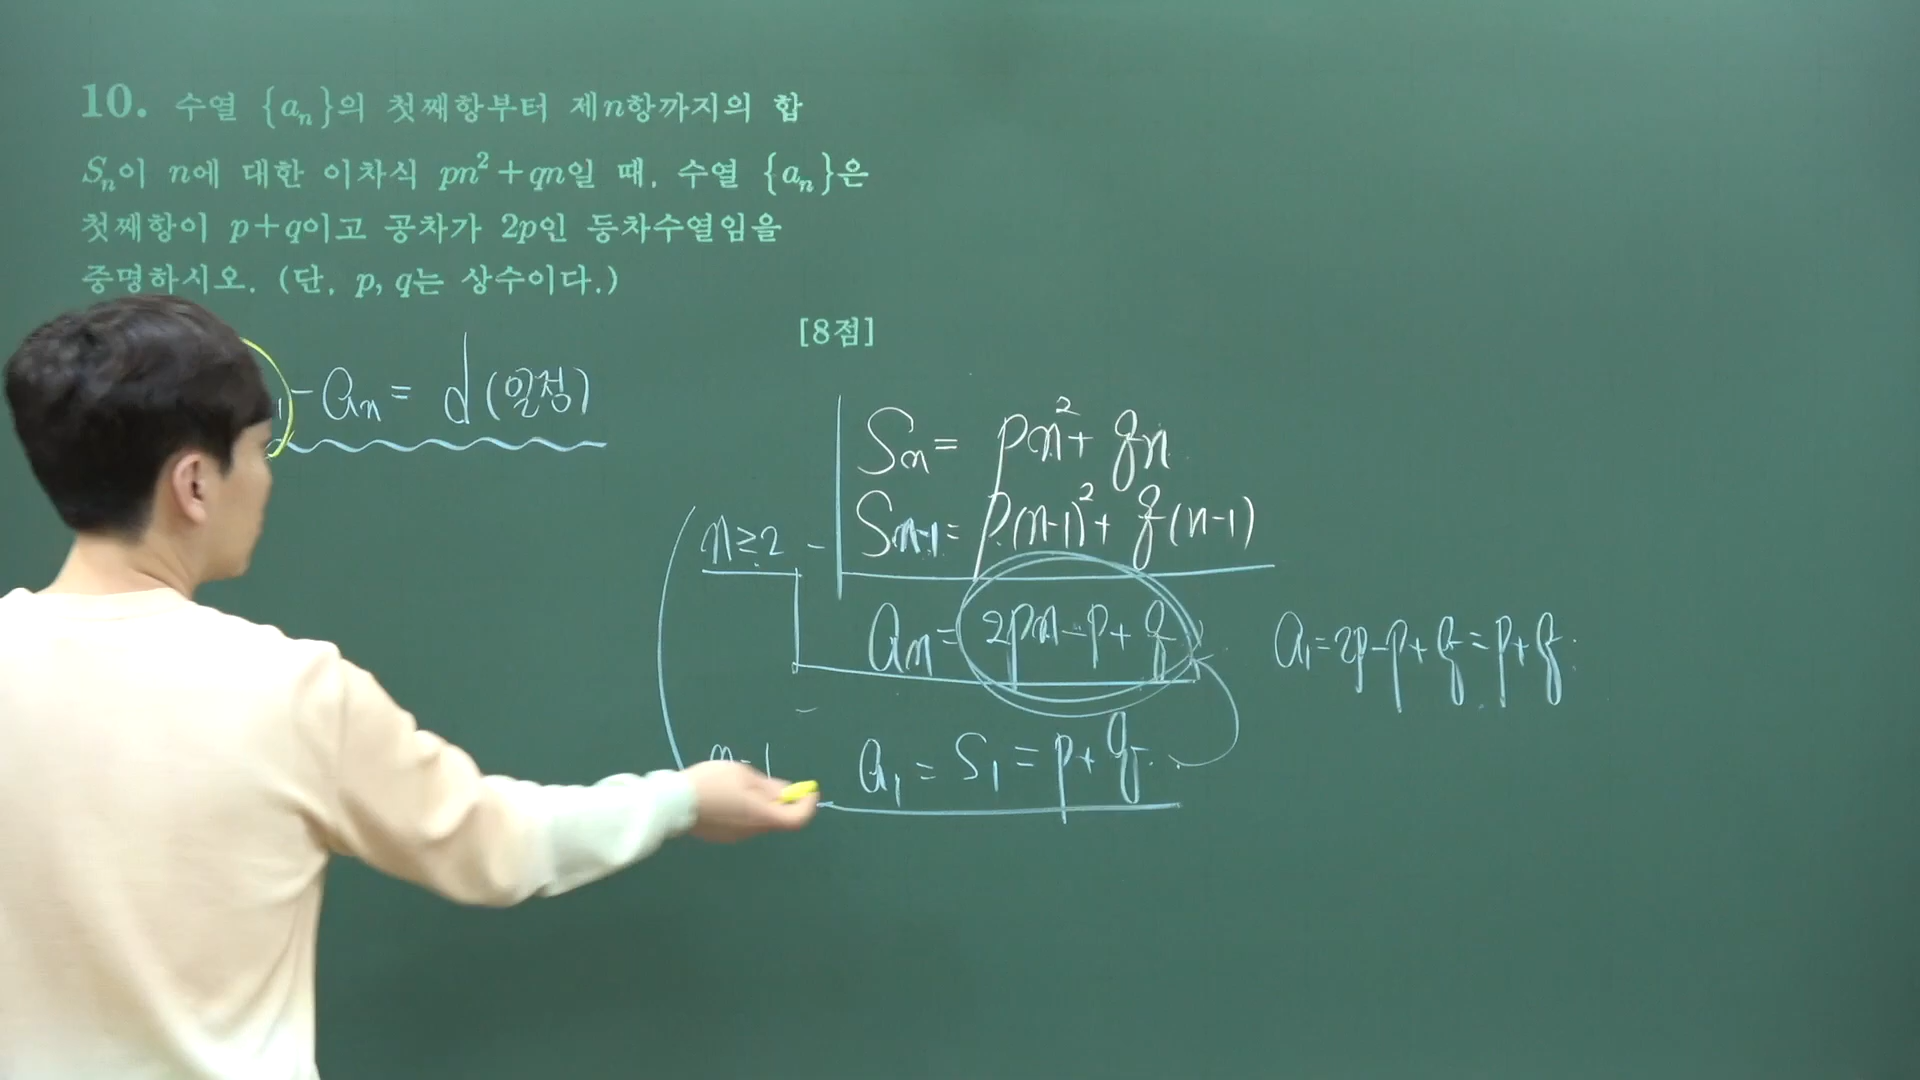 10. 수열 {aₙ}의 첫째항부터 제n항까지의 합
Sₙ이 n에 대한 이차식 pn²+qn일 때, 수열 {aₙ}은
첫째항이 p+q이고 공차가 2p인 등차수열임을
증명하시오. (단, p, q는 상수이다.)
[8점]
-aₙ = d (일정)
Sₙ = pn² + qn
n≥2 - Sₙ₋₁ = p(n-1)² + q(n-1)
aₙ = 2pn-p+q
a₁=2p-p+q=p+q.
n=1 a₁ = S₁ = p+q.